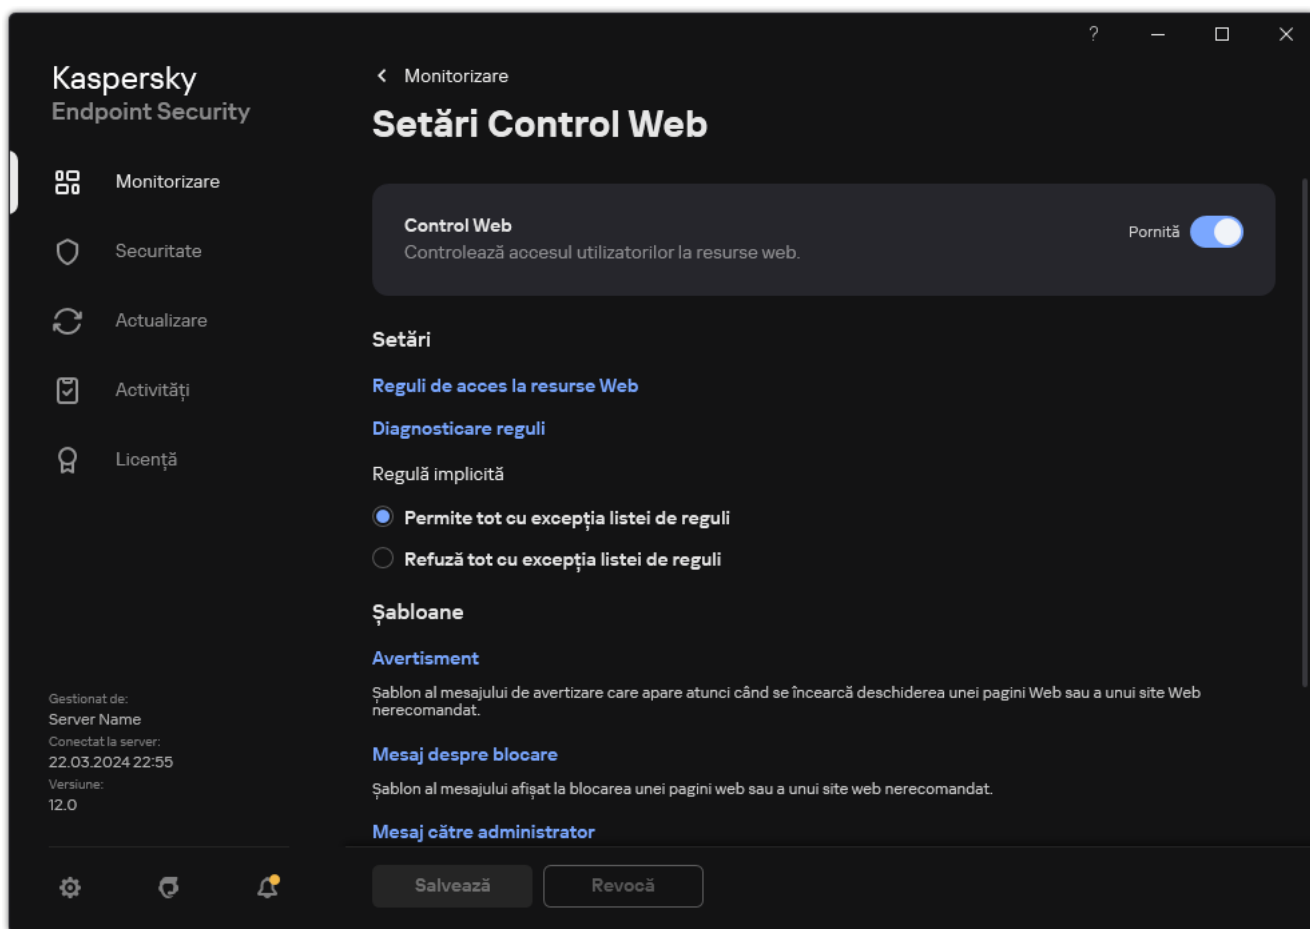 ?
Kaspersky
Endpoint Security
Monitorizare
Securitate
Actualizare
Activități
Licență
Gestionat de:
Server Name
Conectat la server:
22.03.2024 22:55
Versiune:
12.0
Monitorizare
Setări Control Web
Control Web
Controlează accesul utilizatorilor la resurse web.
Pornită
Setări
Reguli de acces la resurse Web
Diagnosticare reguli
Regulă implicită
Permite tot cu excepția listei de reguli
Refuză tot cu excepția listei de reguli
Șabloane
Avertisment
Șablon al mesajului de avertizare care apare atunci când se încearcă deschiderea unei pagini Web sau a unui site Web
nerecomandat.
Mesaj despre blocare
Șablon al mesajului afișat la blocarea unei pagini web sau a unui site web nerecomandat.
Mesaj către administrator
Salvează
Revocă